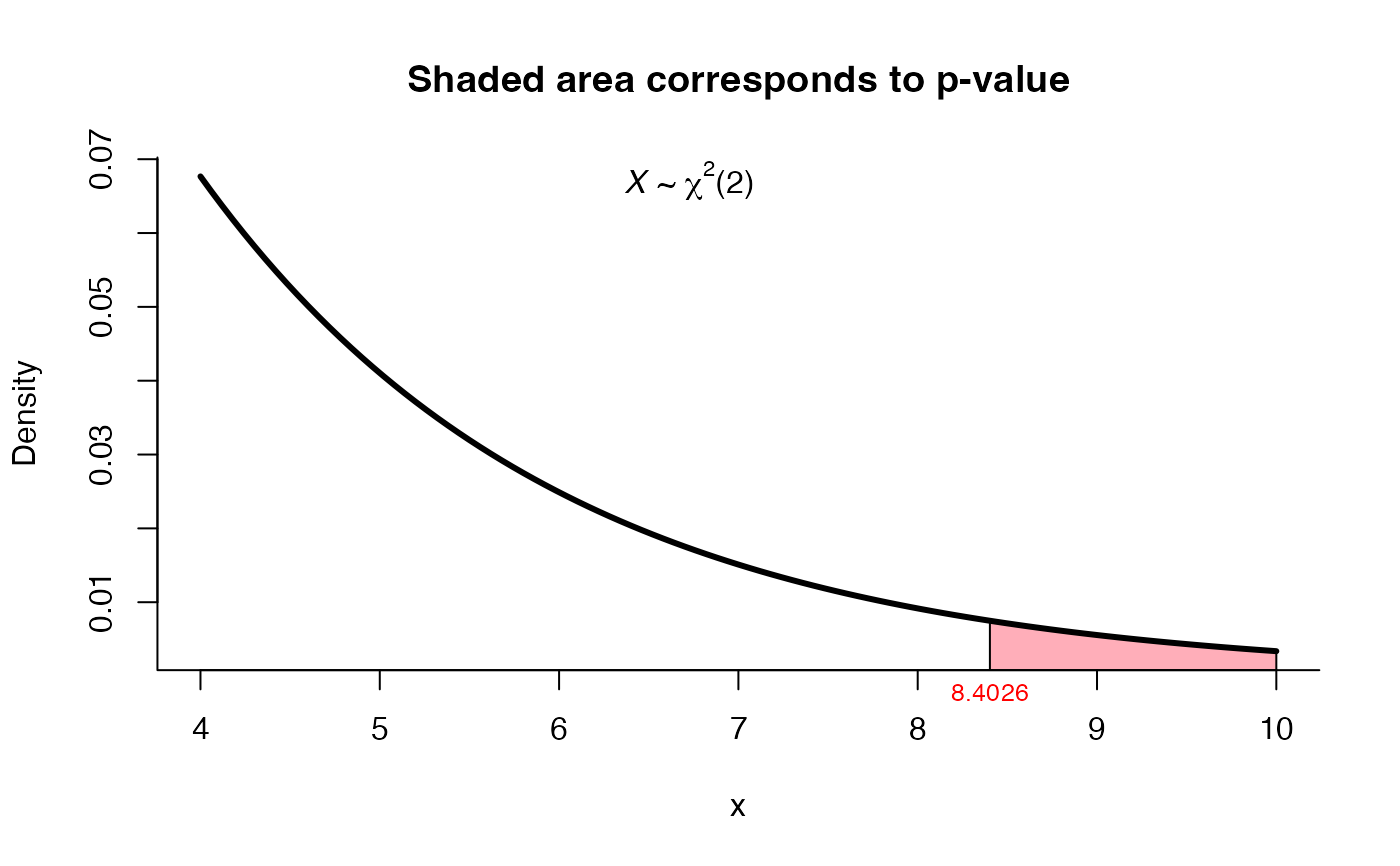 Shaded area corresponds to p-value
X ~ χ²(2)
0.07
0.05
0.03
0.01
Density
8.4026
4 5 6 7 8 9 10
x